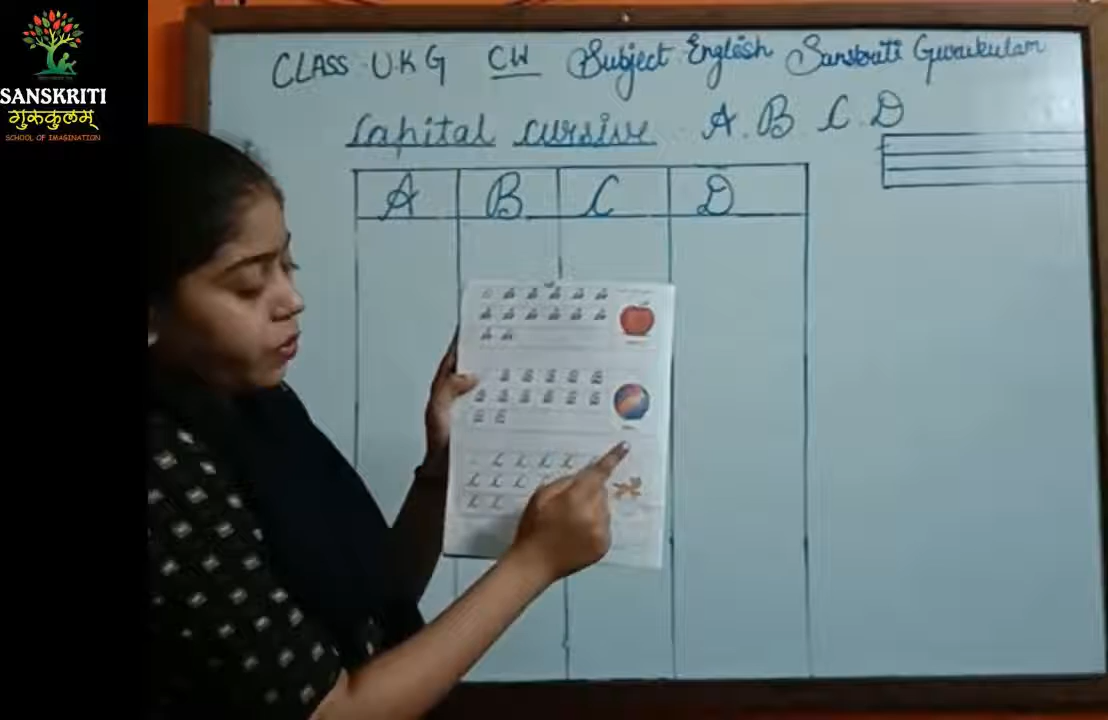 SANSKRITI
गुरुकुलम्
SCHOOL OF IMAGINATION
CLASS U.K.G CW Subject English Sanskriti Gurukulam
Capital cursive A. B C. D
A B C D